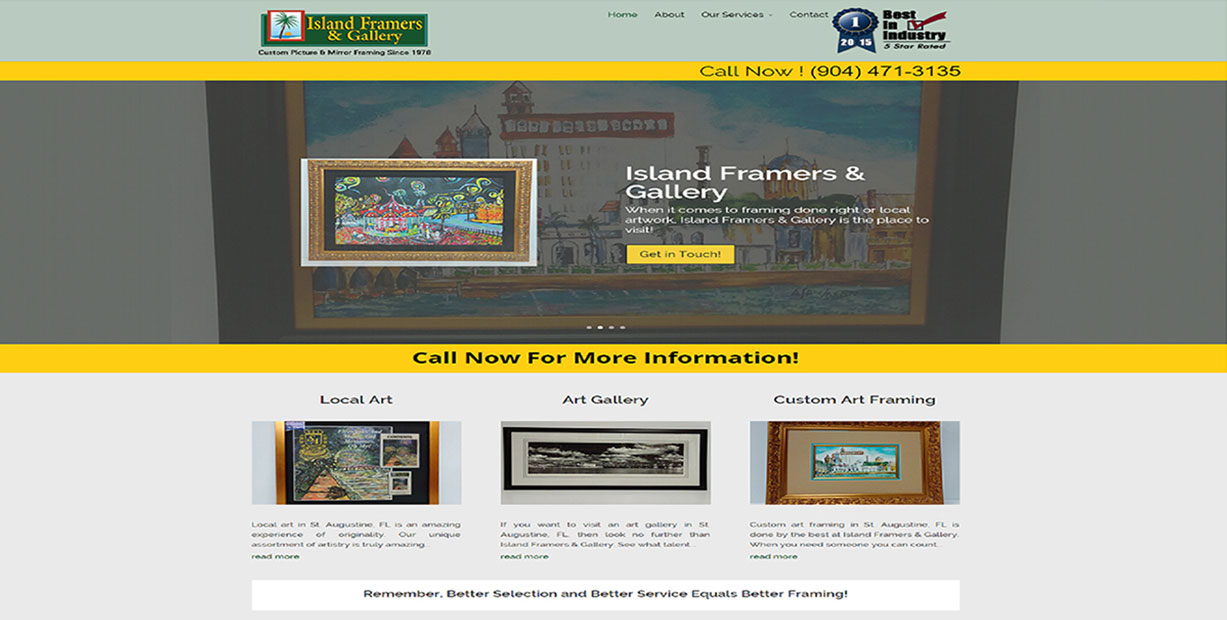 Island Framers
& Gallery
Custom Picture & Mirror Framing Since 1978
Home About Our Services Contact
1
2015
Best
In
Industry
5 Star Rated
Call Now ! (904) 471-3135
Island Framers &
Gallery
When it comes to framing done right or local
artwork, Island Framers & Gallery is the place to
visit!
Get in Touch!
Call Now For More Information!
Local Art
Local art in St. Augustine, FL is an amazing
experience of originality. Our unique
assortment of artistry is truly amazing...
read more
Art Gallery
If you want to visit an art gallery in St.
Augustine, FL, then look no further than
Island Framers & Gallery. See what talent...
read more
Custom Art Framing
Custom art framing in St. Augustine, FL is
done by the best at Island Framers & Gallery.
When you need someone you can count...
read more
Remember, Better Selection and Better Service Equals Better Framing!